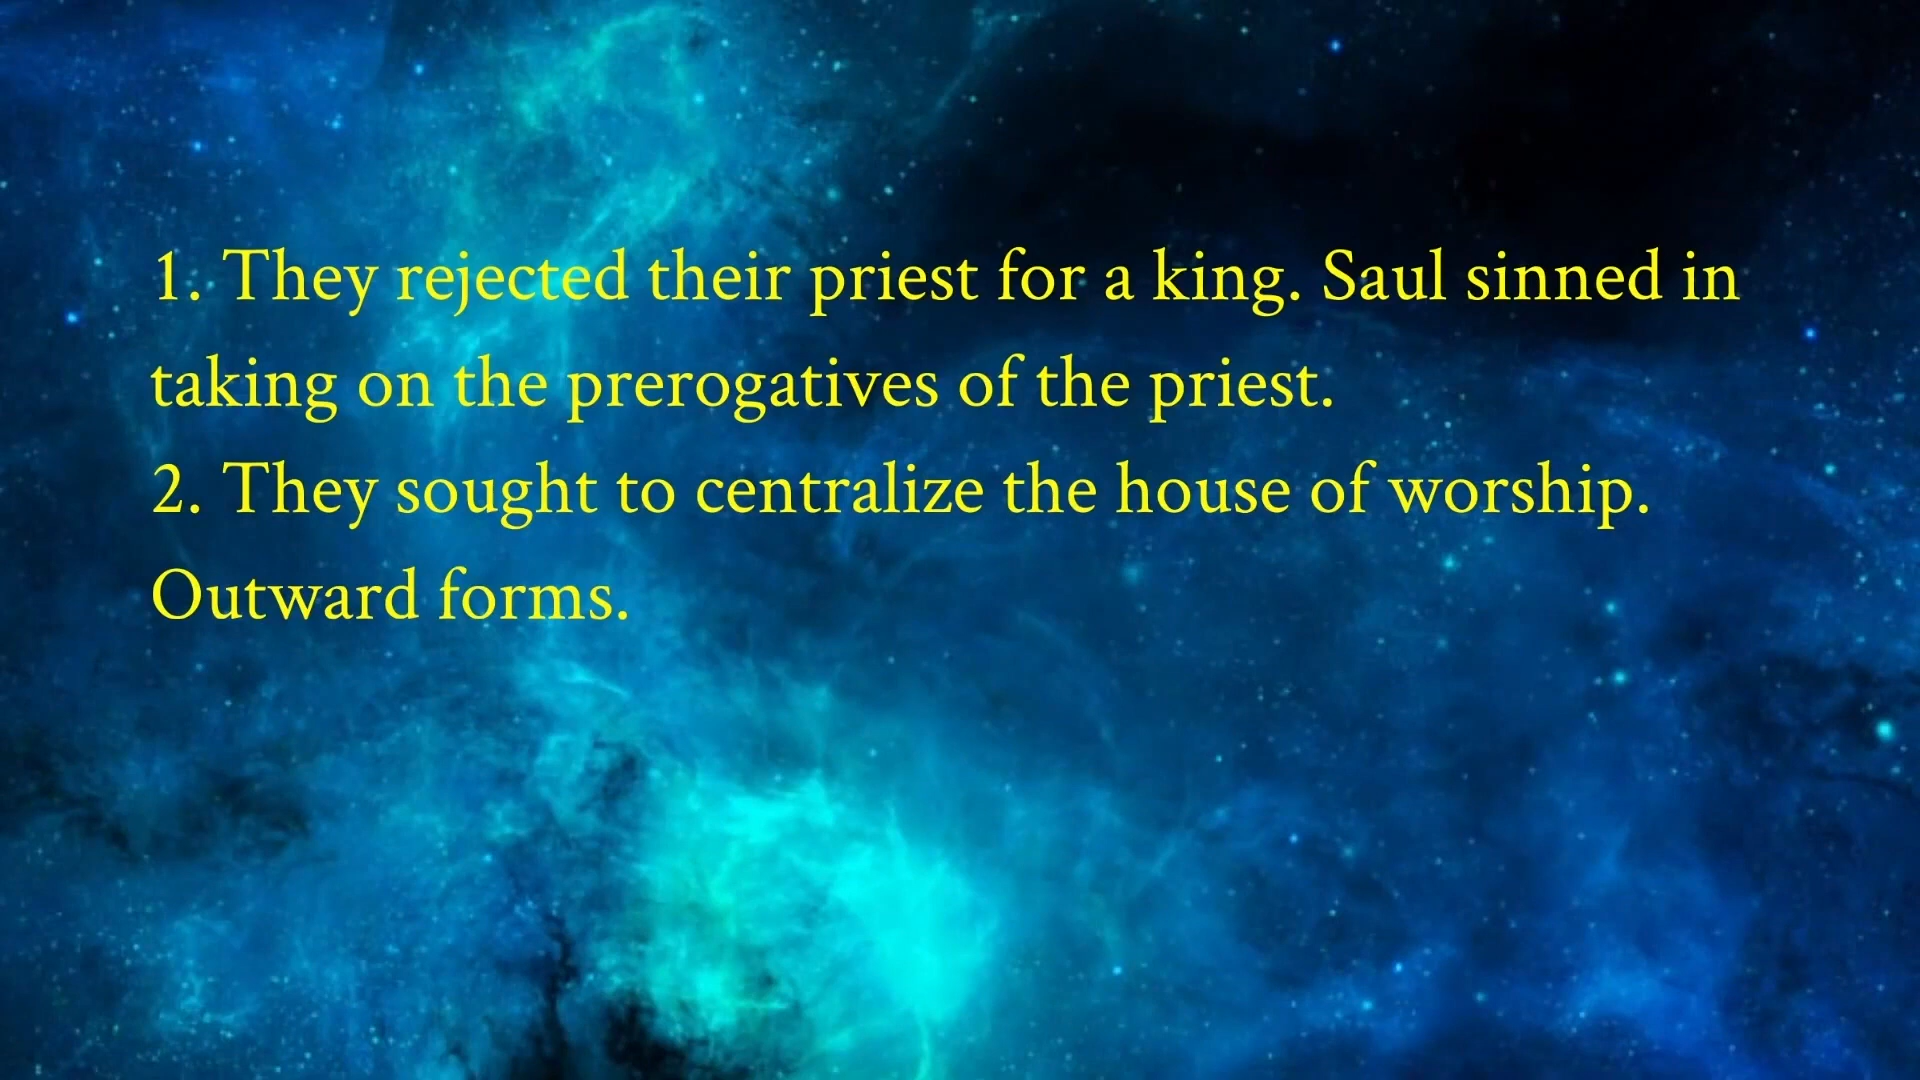 1. They rejected their priest for a king. Saul sinned in
taking on the prerogatives of the priest.
2. They sought to centralize the house of worship.
Outward forms.